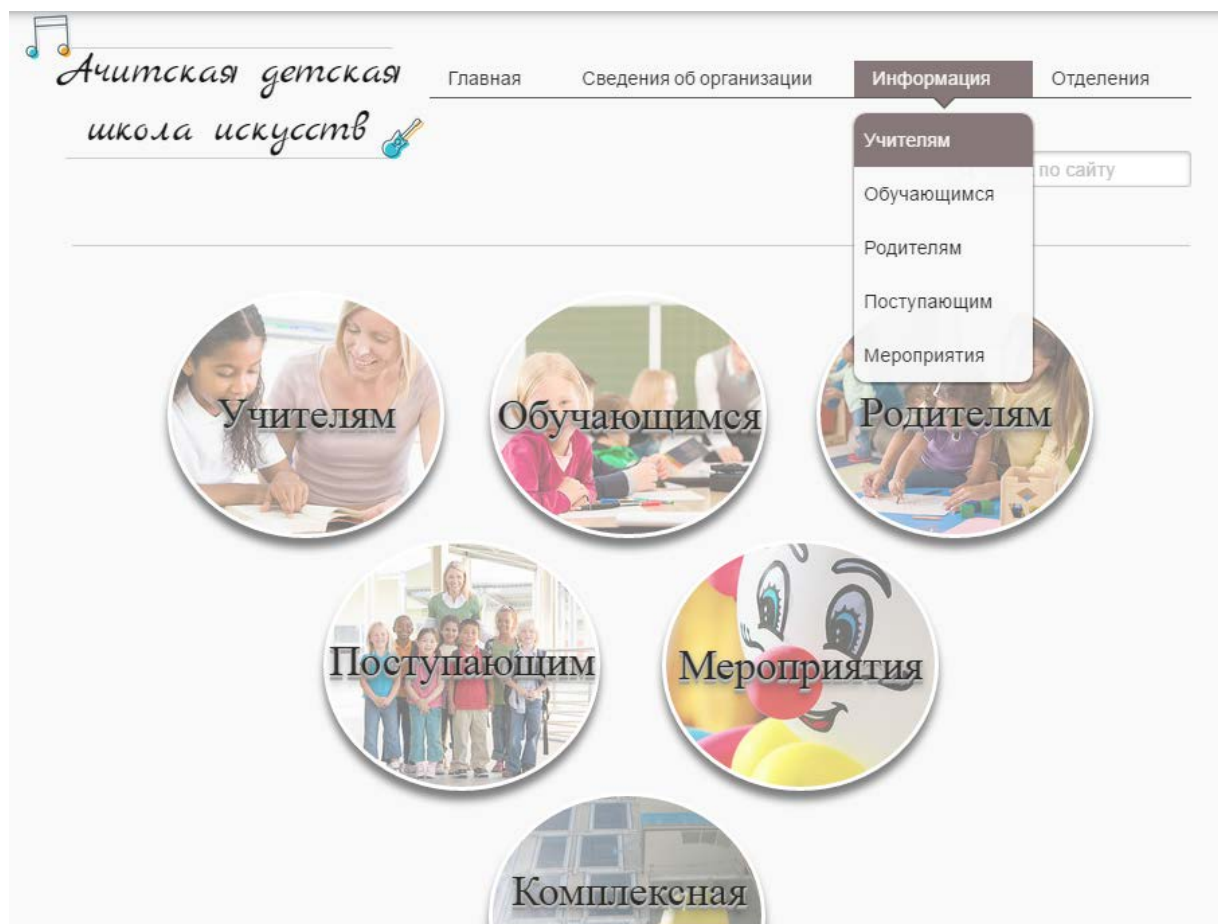 Ачитская детская
школа искусств
Главная Сведения об организации Информация Отделения
Учителям
по сайту
Обучающимся
Родителям
Поступающим
Мероприятия
Учителям Обучающимся Родителям
Поступающим Мероприятия
Комплексная